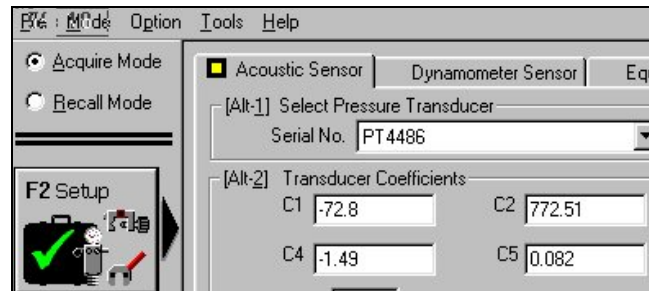 Mode Option Tools Help
Acquire Mode
Recall Mode
Acoustic Sensor Dynamometer Sensor
[Alt-1] Select Pressure Transducer
Serial No. PT4486
F2 Setup
[Alt-2] Transducer Coefficients
C1 -72.8 C2 772.51
C4 -1.49 C5 0.082